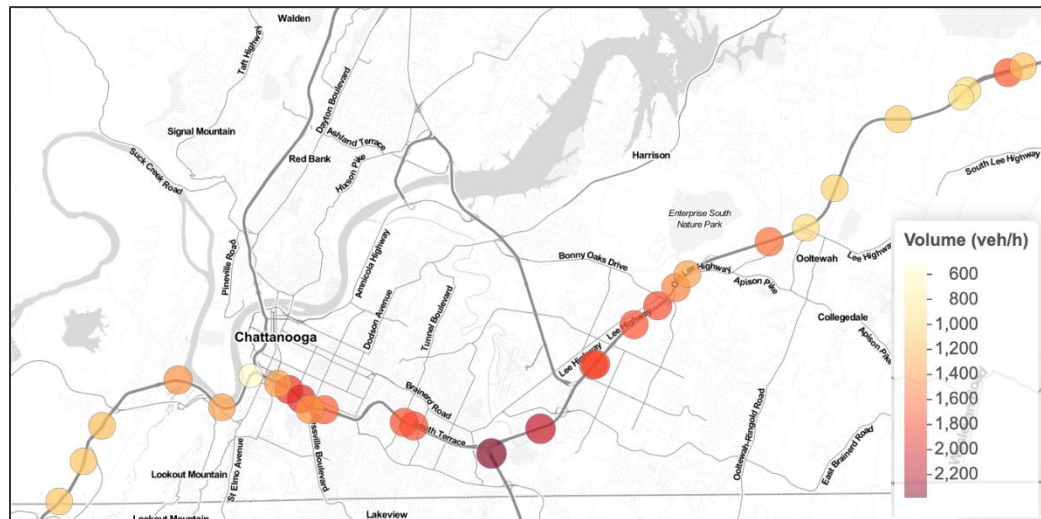 Walden
Taft Highway
Dayton Boulevard
Signal Mountain
Ashland Terrace
Red Bank
Hixson Pike
Suck Creek Road
Harrison
South Lee Highway
Enterprise South
Nature Park
Pineville Road
Amnicola Highway
Bonny Oaks Drive
Lee Highway
Ooltewah
Lee Highway
Apison Pike
Collegedale
Apison Pike
Dodson Avenue
Tunnel Boulevard
Chattanooga
Lee Highway
Lee Highway
Brainerd Road
South Terrace
ssville Boulevard
St Elmo Avenue
Lookout Mountain
Ooltewah-Ringold Road
East Brainerd Road
Lookout Mountain
Lakeview
Volume (veh/h)
600
800
1,000
1,200
1,400
1,600
1,800
2,000
2,200